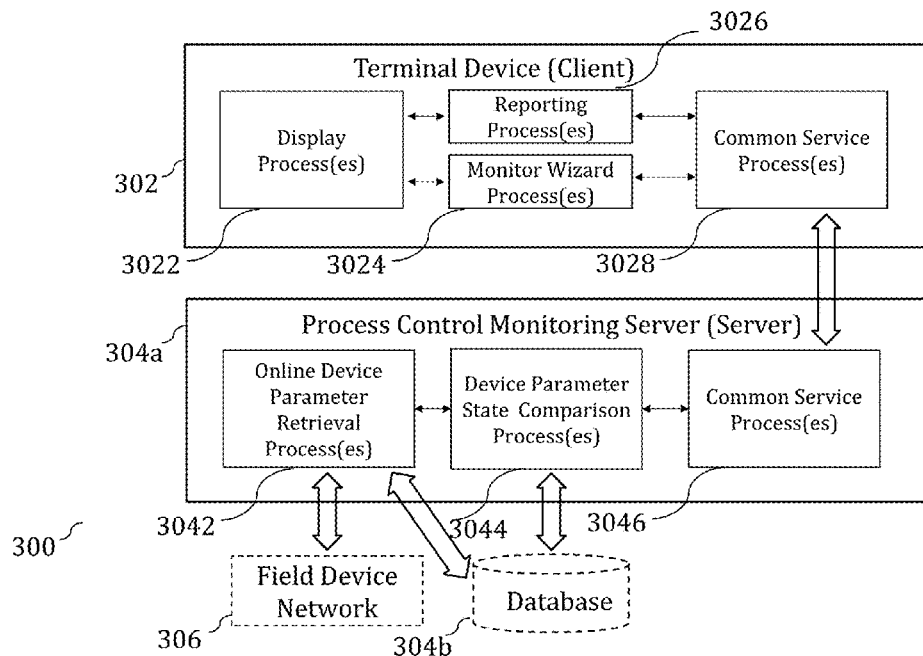 3026
Terminal Device (Client)
Display
Process(es)
Reporting
Process(es)
Monitor Wizard
Process(es)
Common Service
Process(es)
302
3022
3024
3028
Process Control Monitoring Server (Server)
304a
Online Device
Parameter
Retrieval
Process(es)
Device Parameter
State Comparison
Process(es)
Common Service
Process(es)
3042
3044
3046
300
Field Device
Network
306
Database
304b